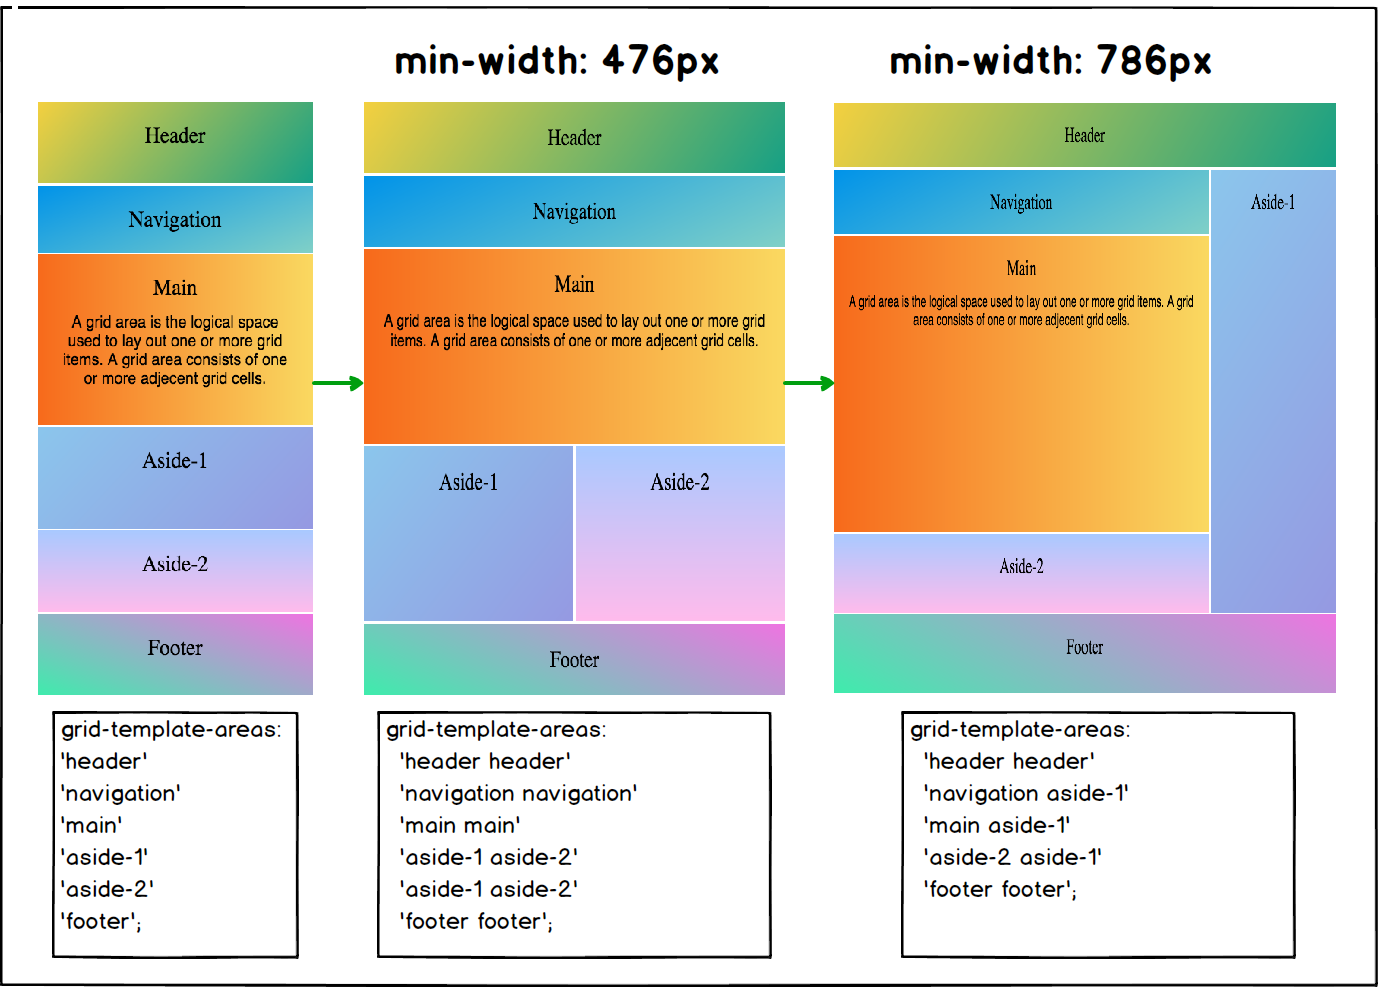 min-width: 476px
min-width: 786px
Header
Navigation
Main
A grid area is the logical space
used to lay out one or more grid
items. A grid area consists of one
or more adjecent grid cells.
Aside-1
Aside-2
Footer
Header
Navigation
Main
A grid area is the logical space used to lay out one or more grid
items. A grid area consists of one or more adjecent grid cells.
Aside-1
Aside-2
Footer
Header
Navigation
Aside-1
Main
A grid area is the logical space used to lay out one or more grid items. A grid
area consists of one or more adjecent grid cells.
Aside-2
Footer
grid-template-areas:
'header'
'navigation'
'main'
'aside-1'
'aside-2'
'footer';
grid-template-areas:
'header header'
'navigation navigation'
'main main'
'aside-1 aside-2'
'aside-1 aside-2'
'footer footer';
grid-template-areas:
'header header'
'navigation aside-1'
'main aside-1'
'aside-2 aside-1'
'footer footer';